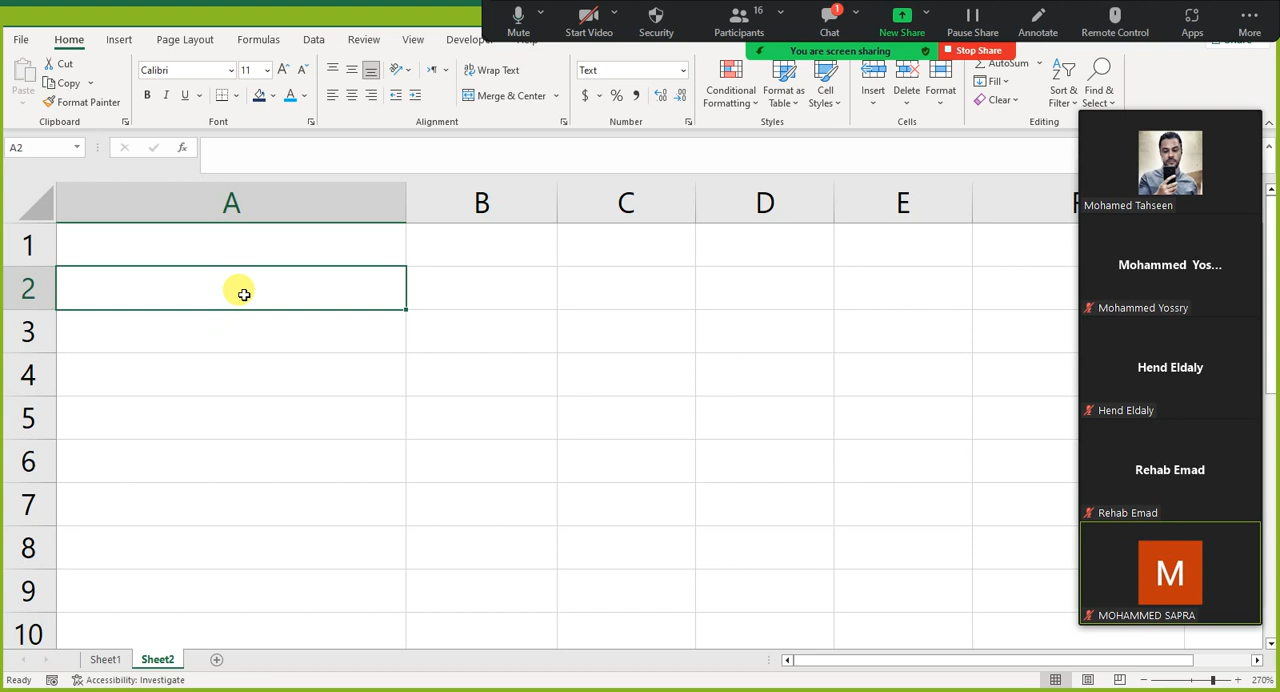 Mute
Start Video
Security
16
Participants
1
Chat
New Share
Pause Share
Annotate
Remote Control
Apps
More
You are screen sharing
Stop Share
File
Home
Insert
Page Layout
Formulas
Data
Review
View
Paste
Cut
Copy
Format Painter
Clipboard
Calibri
11
B I U
Font
Wrap Text
Merge & Center
Alignment
Text
$ % ,
Number
Conditional
Formatting
Format as
Table
Cell
Styles
Styles
Insert
Delete
Format
Cells
AutoSum
Fill
Clear
Sort &
Filter
Find &
Select
Editing
A2
fx
A B C D E
1
2
3
4
5
6
7
8
9
10
Mohamed Tahseen
Mohammed Yos...
Mohammed Yossry
Hend Eldaly
Hend Eldaly
Rehab Emad
Rehab Emad
M
MOHAMMED SAPRA
Sheet1
Sheet2
Ready
Accessibility: Investigate
270%